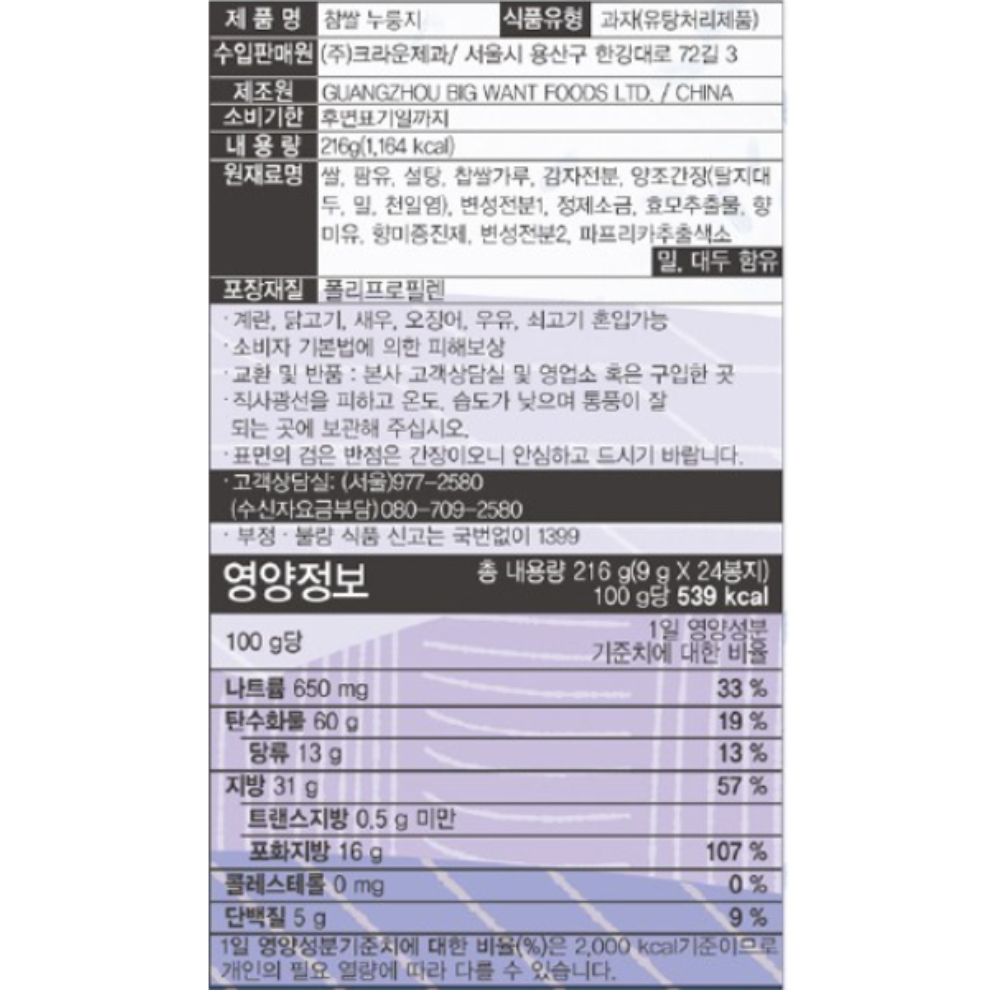 제 품 명 참쌀 누룽지 식품유형 과자(유탕처리제품)
수입판매원 (주)크라운제과/ 서울시 용산구 한강대로 72길 3
제조원 GUANGZHOU BIG WANT FOODS LTD. / CHINA
소비기한 후면표기일까지
내 용 량 216g(1,164 kcal)
원재료명 쌀, 팜유, 설탕, 찹쌀가루, 감자전분, 양조간장(탈지대
두, 밀, 천일염), 변성전분1, 정제소금, 효모추출물, 향
미유, 향미증진제, 변성전분2, 파프리카추출색소
밀, 대두 함유
포장재질 폴리프로필렌
· 계란, 닭고기, 새우, 오징어, 우유, 쇠고기 혼입가능
· 소비자 기본법에 의한 피해보상
· 교환 및 반품 : 본사 고객상담실 및 영업소 혹은 구입한 곳
· 직사광선을 피하고 온도, 습도가 낮으며 통풍이 잘
되는 곳에 보관해 주십시오.
· 표면의 검은 반점은 간장이오니 안심하고 드시기 바랍니다.
· 고객상담실: (서울)977-2580
(수신자요금부담)080-709-2580
· 부정 · 불량 식품 신고는 국번없이 1399
영양정보 총 내용량 216 g(9 g X 24봉지)
100 g당 539 kcal
100 g당 1일 영양성분
기준치에 대한 비율
나트륨 650 mg 33 %
탄수화물 60 g 19 %
당류 13 g 13 %
지방 31 g 57 %
트랜스지방 0.5 g 미만
포화지방 16 g 107 %
콜레스테롤 0 mg 0 %
단백질 5 g 9 %
1일 영양성분기준치에 대한 비율(%)은 2,000 kcal기준이므로
개인의 필요 열량에 따라 다를 수 있습니다.